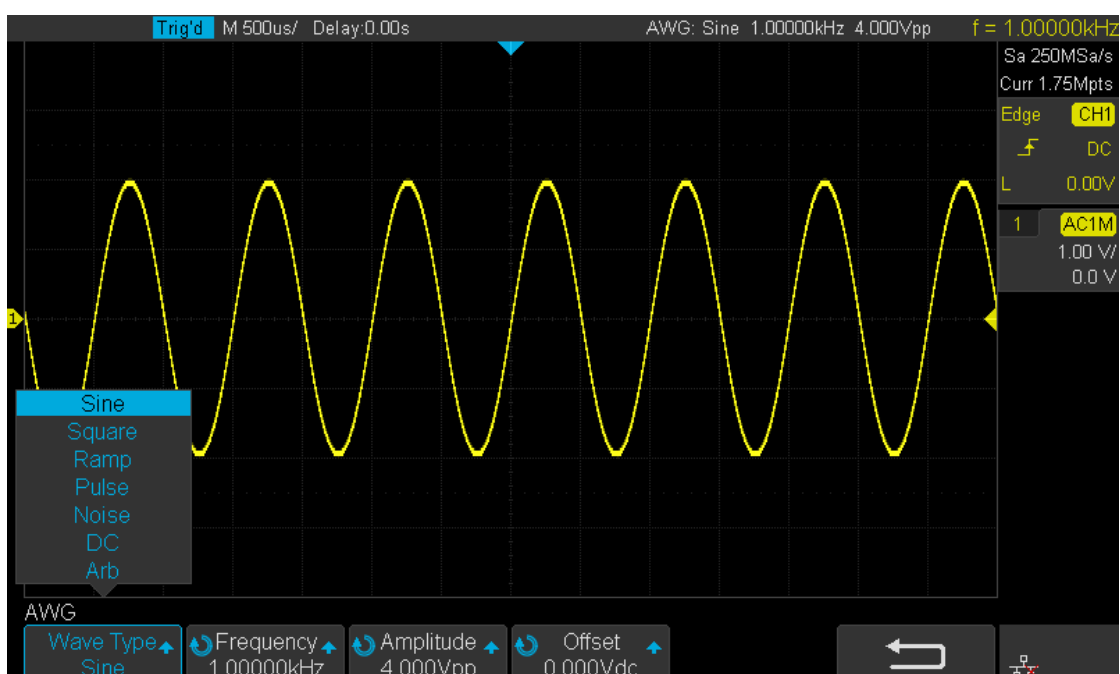 Trig'd M 500us/ Delay:0.00s AWG: Sine 1.00000kHz 4.000Vpp f = 1.00000kHz
Sa 250MSa/s
Curr 1.75Mpts
Edge CH1
DC
L 0.00V
1 AC1M
1.00 V/
0.0 V
1
Sine
Square
Ramp
Pulse
Noise
DC
Arb
AWG
Wave Type Frequency Amplitude Offset
Sine 1.00000kHz 4.000Vpp 0.000Vdc